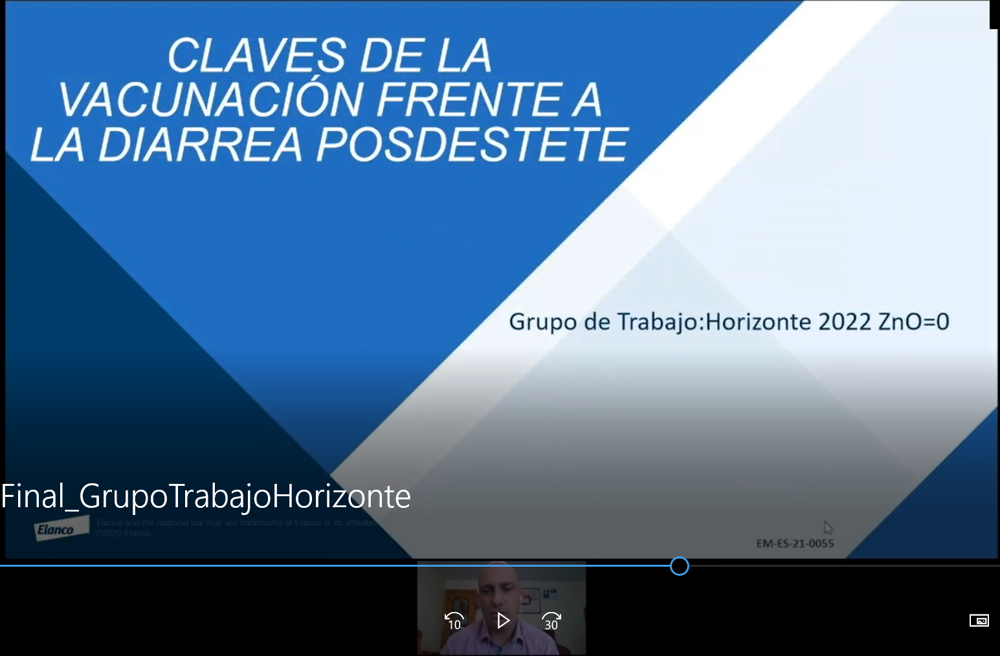 CLAVES DE LA
VACUNACIÓN FRENTE A
LA DIARREA POSDESTETE
Grupo de Trabajo:Horizonte 2022 ZnO=0
Final_GrupoTrabajoHorizonte
Elanco
Elanco and the diagonal bar logo are trademarks of Elanco or its affiliates
©2020 Elanco
EM-ES-21-0055
10
30